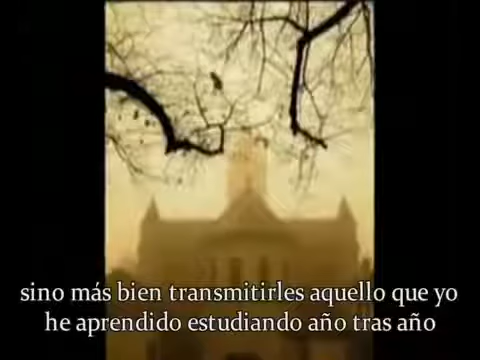 sino más bien transmitirles aquello que yo
he aprendido estudiando año tras año